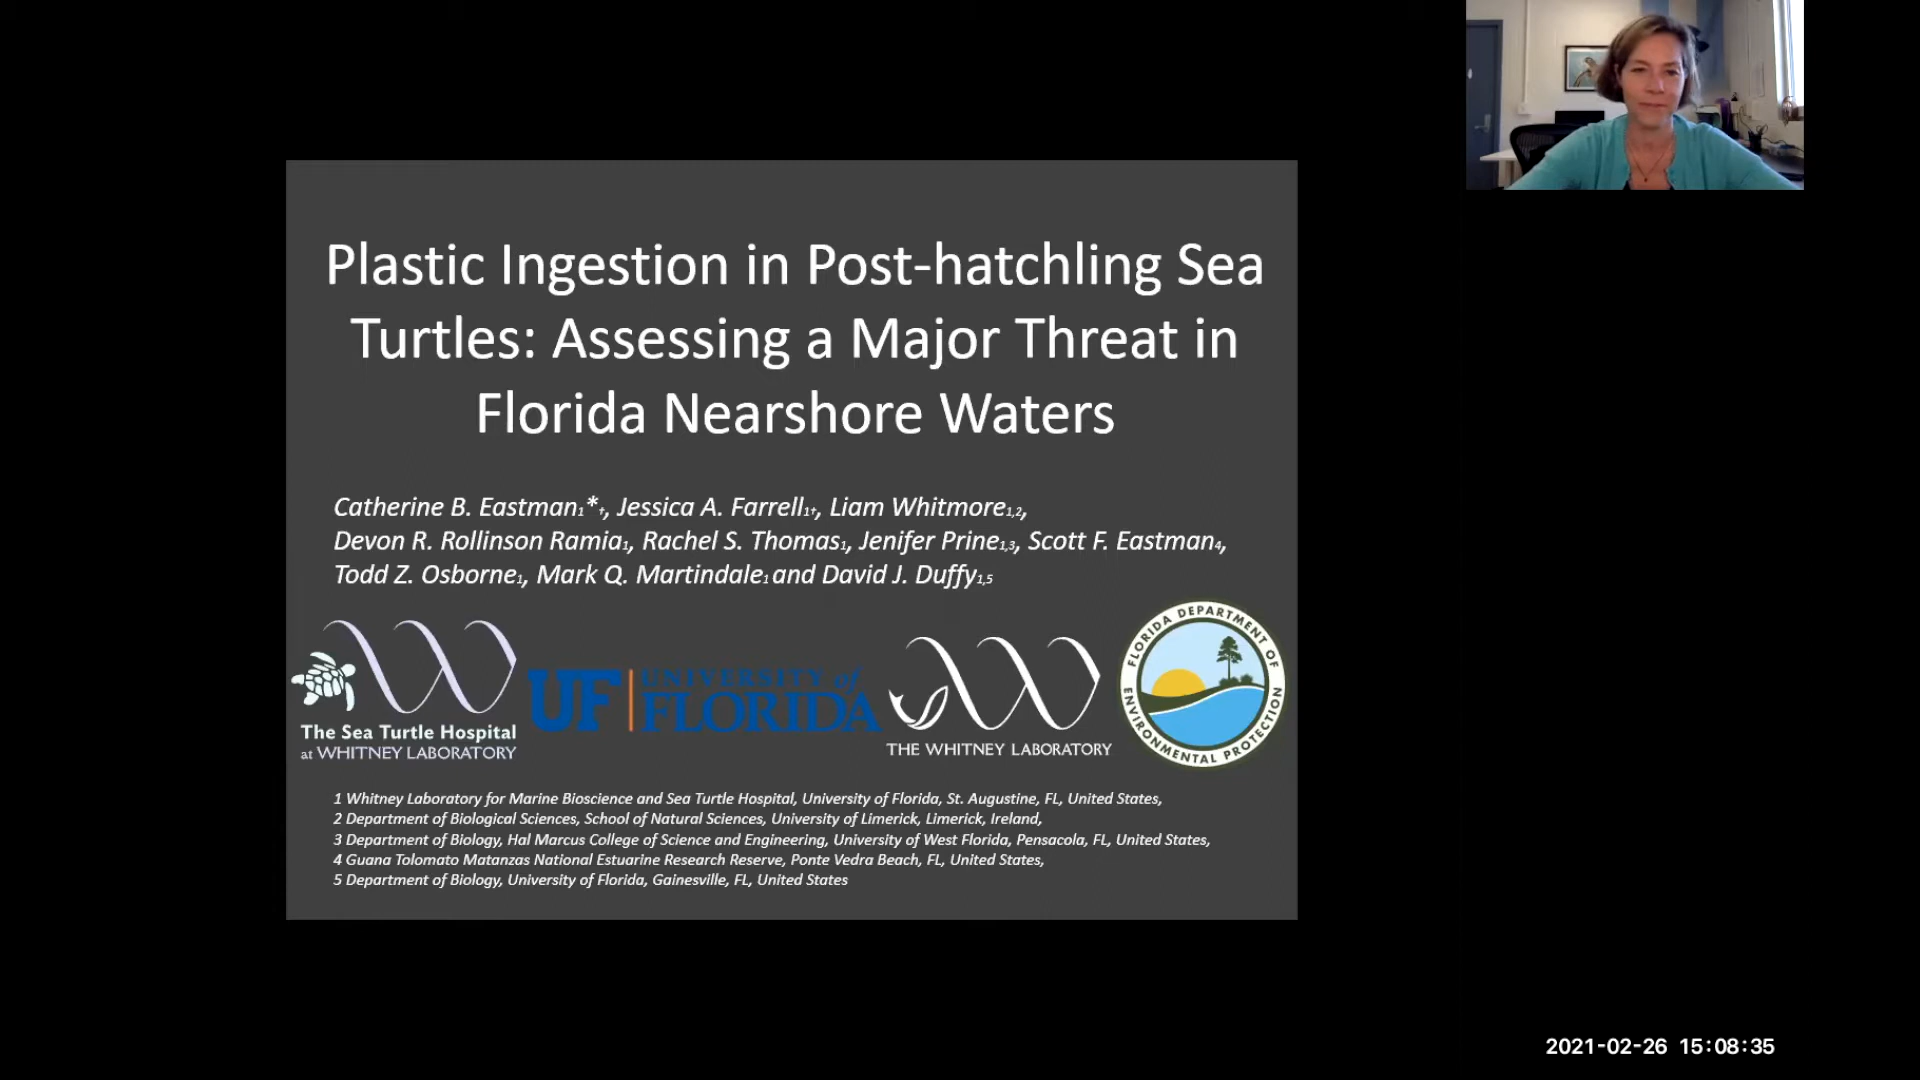 Plastic Ingestion in Post-hatchling Sea
Turtles: Assessing a Major Threat in
Florida Nearshore Waters
Catherine B. Eastman1*†, Jessica A. Farrell1†, Liam Whitmore1,2,
Devon R. Rollinson Ramia1, Rachel S. Thomas1, Jenifer Prine1,3, Scott F. Eastman4,
Todd Z. Osborne1, Mark Q. Martindale1 and David J. Duffy1,5
The Sea Turtle Hospital
at WHITNEY LABORATORY
UF UNIVERSITY of
FLORIDA
THE WHITNEY LABORATORY
FLORIDA DEPARTMENT OF
ENVIRONMENTAL PROTECTION
1 Whitney Laboratory for Marine Bioscience and Sea Turtle Hospital, University of Florida, St. Augustine, FL, United States,
2 Department of Biological Sciences, School of Natural Sciences, University of Limerick, Limerick, Ireland,
3 Department of Biology, Hal Marcus College of Science and Engineering, University of West Florida, Pensacola, FL, United States,
4 Guana Tolomato Matanzas National Estuarine Research Reserve, Ponte Vedra Beach, FL, United States,
5 Department of Biology, University of Florida, Gainesville, FL, United States
2021-02-26 15:08:35